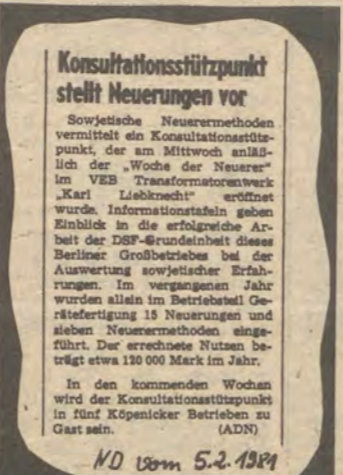 Konsultationsstützpunkt
stellt Neuerungen vor
Sowjetische Neuerermethoden
vermittelt ein Konsultationsstütz-
punkt, der am Mittwoch anläß-
lich der „Woche der Neuerer“
im VEB Transformatorenwerk
„Karl Liebknecht“ eröffnet
wurde. Informationstafeln geben
Einblick in die erfolgreiche Ar-
beit der DSF-Grundeinheit dieses
Berliner Großbetriebes bei der
Auswertung sowjetischer Erfah-
rungen. Im vergangenen Jahr
wurden allein im Betriebsteil Ge-
rätefertigung 15 Neuerungen und
sieben Neuerermethoden einge-
führt. Der errechnete Nutzen be-
trägt etwa 120 000 Mark im Jahr.
In den kommenden Wochen
wird der Konsultationsstützpunkt
in fünf Köpenicker Betrieben zu
Gast sein. (ADN)
ND vom 5.2.1981